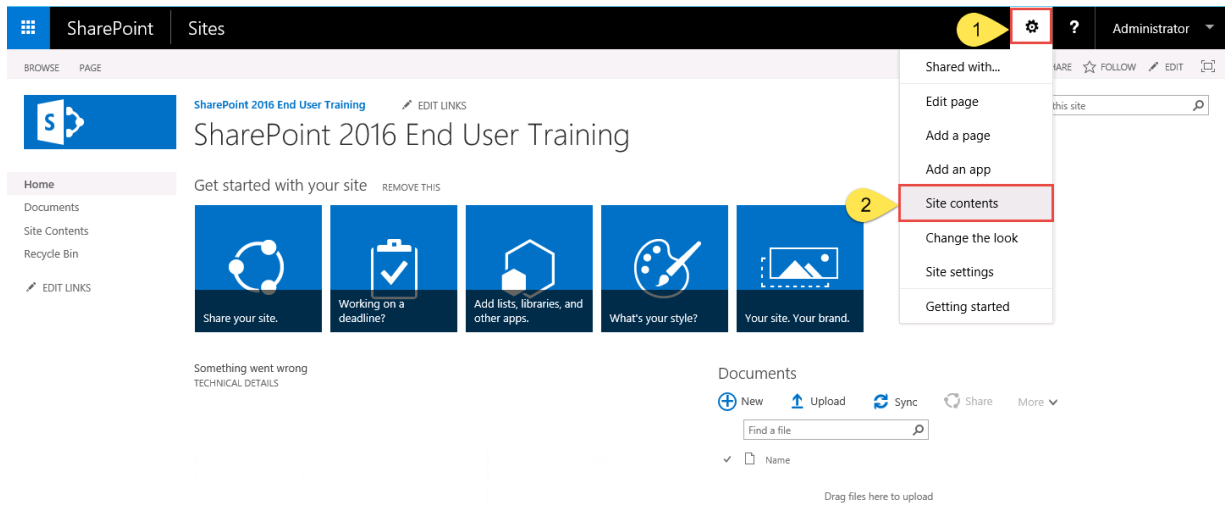 SharePoint Sites 1 ? Administrator
BROWSE PAGE FOLLOW EDIT
Shared with...
Edit page
Add a page
Add an app
2 Site contents
Change the look
Site settings
Getting started
this site
S
SharePoint 2016 End User Training EDIT LINKS
SharePoint 2016 End User Training
Home
Documents
Site Contents
Recycle Bin
EDIT LINKS
Get started with your site REMOVE THIS
Share your site.
Working on a
deadline?
Add lists, libraries, and
other apps.
What's your style?
Your site. Your brand.
Something went wrong
TECHNICAL DETAILS
Documents
New Upload Sync Share More
Find a file
Name
Drag files here to upload